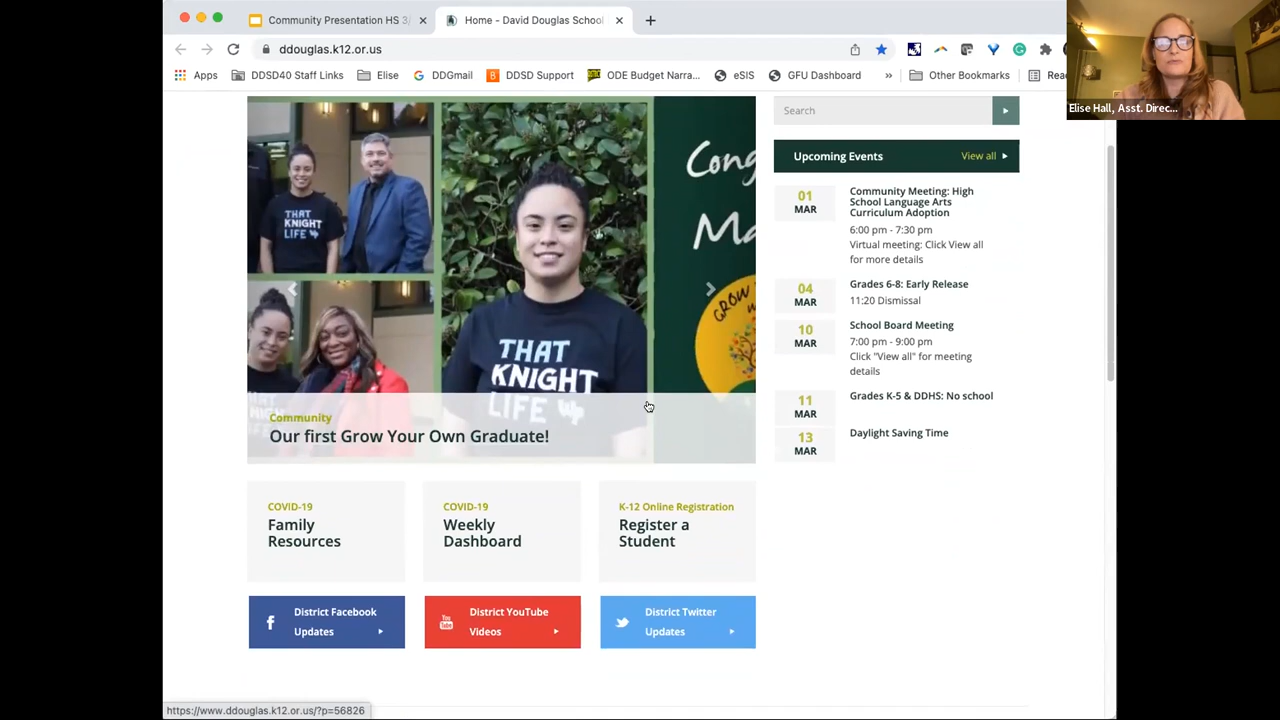 Community Presentation HS 3/
Home - David Douglas School
ddouglas.k12.or.us
Apps
DDSD40 Staff Links
Elise
DDGmail
DDSD Support
ODE Budget Narra...
eSIS
GFU Dashboard
»
Other Bookmarks
Elise Hall, Asst. Direc...
Search
Upcoming Events
View all
01
MAR
Community Meeting: High
School Language Arts
Curriculum Adoption
6:00 pm - 7:30 pm
Virtual meeting: Click View all
for more details
04
MAR
Grades 6-8: Early Release
11:20 Dismissal
10
MAR
School Board Meeting
7:00 pm - 9:00 pm
Click "View all" for meeting
details
11
MAR
Grades K-5 & DDHS: No school
13
MAR
Daylight Saving Time
THAT
KNIGHT
LIFE
THAT
KNIGHT
LIFE
GROW
Community
Our first Grow Your Own Graduate!
COVID-19
Family
Resources
COVID-19
Weekly
Dashboard
K-12 Online Registration
Register a
Student
District Facebook
Updates
You
Tube
District YouTube
Videos
District Twitter
Updates
https://www.ddouglas.k12.or.us/?p=56826